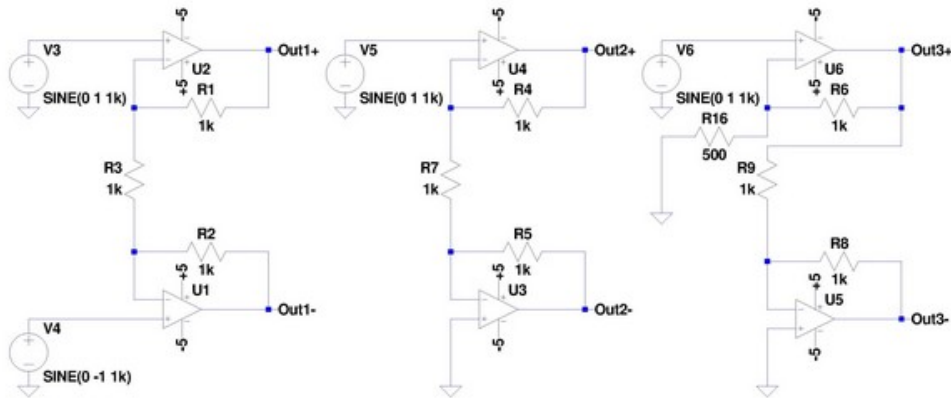 -5
V3
U2
Out1+
+5
SINE(0 1 1k)
R1
1k
R3
1k
R2
1k
+5
U1
Out1-
V4
-5
SINE(0 -1 1k)
-5
V5
U4
Out2+
+5
SINE(0 1 1k)
R4
1k
R7
1k
R5
1k
+5
U3
Out2-
-5
-5
V6
U6
Out3+
+5
SINE(0 1 1k)
R6
1k
R16
500
R9
1k
R8
1k
+5
U5
Out3-
-5